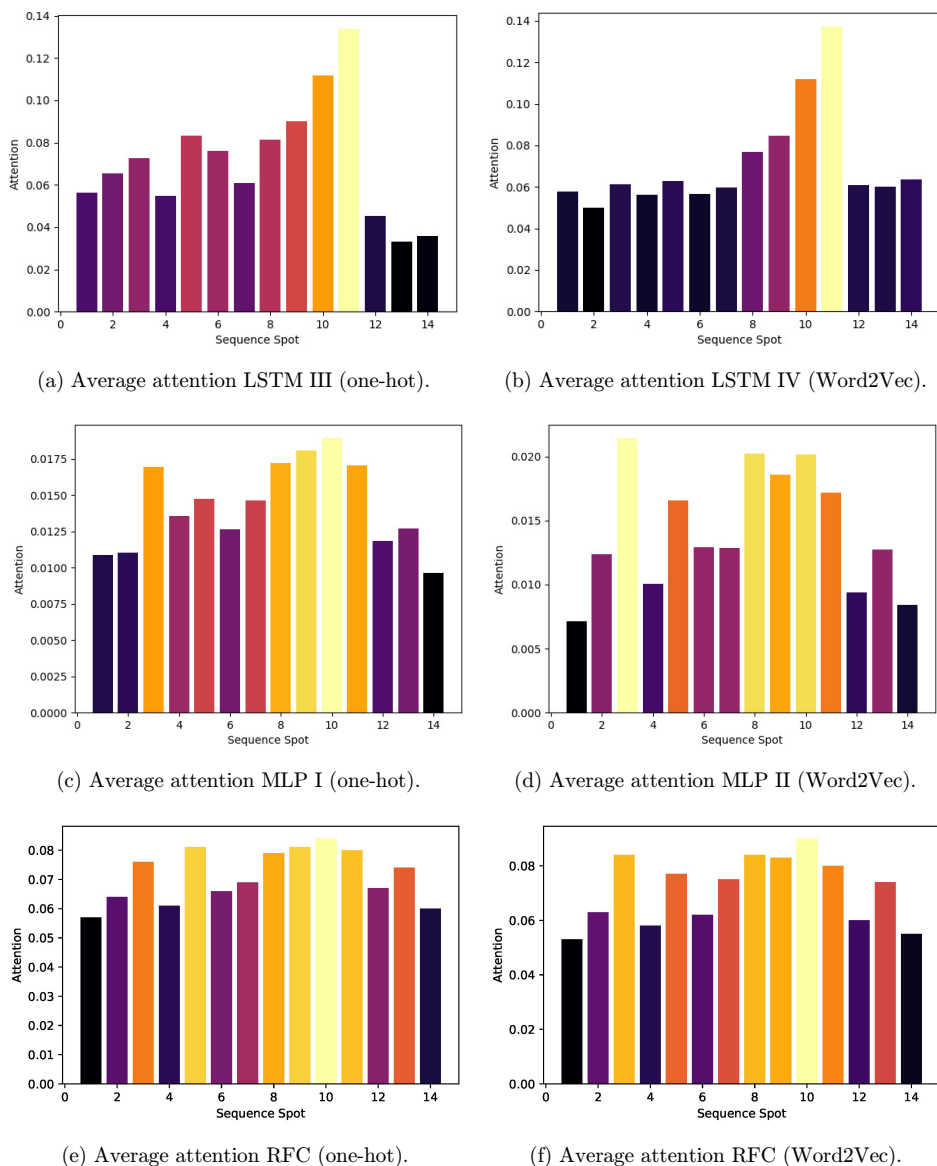 0.14
0.12
0.10
0.08
0.06
0.04
0.02
0.00
Attention
0 2 4 6 8 10 12 14
Sequence Spot
(a) Average attention LSTM III (one-hot).
0.14
0.12
0.10
0.08
0.06
0.04
0.02
0.00
Attention
0 2 4 6 8 10 12 14
Sequence Spot
(b) Average attention LSTM IV (Word2Vec).
0.0175
0.0150
0.0125
0.0100
0.0075
0.0050
0.0025
0.0000
Attention
0 2 4 6 8 10 12 14
Sequence Spot
(c) Average attention MLP I (one-hot).
0.020
0.015
0.010
0.005
0.000
Attention
0 2 4 6 8 10 12 14
Sequence Spot
(d) Average attention MLP II (Word2Vec).
0.08
0.07
0.06
0.05
0.04
0.03
0.02
0.01
0.00
Attention
0 2 4 6 8 10 12 14
Sequence Spot
(e) Average attention RFC (one-hot).
0.08
0.06
0.04
0.02
0.00
Attention
0 2 4 6 8 10 12 14
Sequence Spot
(f) Average attention RFC (Word2Vec).